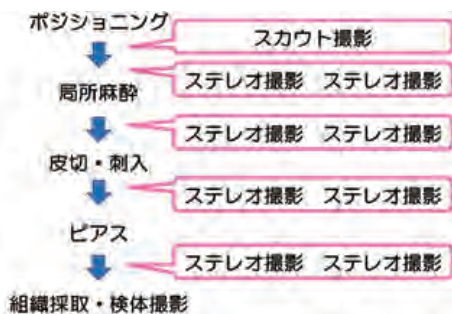 ポジショニング
スカウト撮影
ステレオ撮影 ステレオ撮影
局所麻酔
ステレオ撮影 ステレオ撮影
皮切・刺入
ステレオ撮影 ステレオ撮影
ピアス
ステレオ撮影 ステレオ撮影
組織採取・検体撮影